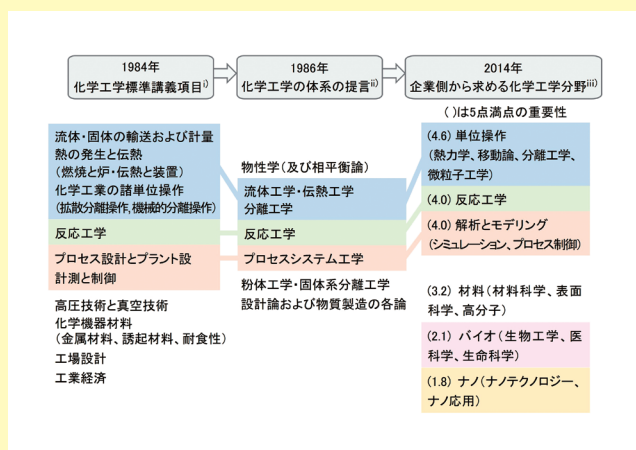 1984年
化学工学標準講義項目i)
1986年
化学工学の体系の提言ii)
2014年
企業側から求める化学工学分野iii)
( )は5点満点の重要性
流体・固体の輸送および計量
熱の発生と伝熱
(燃焼と炉・伝熱と装置)
化学工業の諸単位操作
(拡散分離操作,機械的分離操作)
反応工学
プロセス設計とプラント設
計測と制御
高圧技術と真空技術
化学機器材料
(金属材料、誘起材料、耐食性)
工場設計
工業経済
物性学(及び相平衡論)
流体工学・伝熱工学
分離工学
反応工学
プロセスシステム工学
粉体工学・固体系分離工学
設計論および物質製造の各論
(4.6) 単位操作
(熱力学、移動論、分離工学、
微粒子工学)
(4.0) 反応工学
(4.0) 解析とモデリング
(シミュレーション、プロセス制御)
(3.2) 材料(材料科学、表面
科学、高分子)
(2.1) バイオ(生物工学、医
科学、生命科学)
(1.8) ナノ(ナノテクノロジー、
ナノ応用)